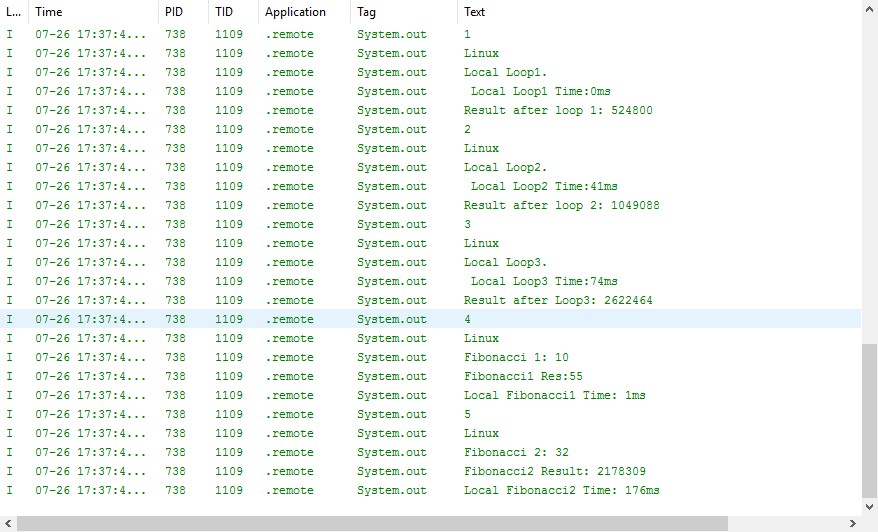 L... Time PID TID Application Tag Text
I 07-26 17:37:4... 738 1109 .remote System.out 1
I 07-26 17:37:4... 738 1109 .remote System.out Linux
I 07-26 17:37:4... 738 1109 .remote System.out Local Loop1.
I 07-26 17:37:4... 738 1109 .remote System.out Local Loop1 Time:0ms
I 07-26 17:37:4... 738 1109 .remote System.out Result after loop 1: 524800
I 07-26 17:37:4... 738 1109 .remote System.out 2
I 07-26 17:37:4... 738 1109 .remote System.out Linux
I 07-26 17:37:4... 738 1109 .remote System.out Local Loop2.
I 07-26 17:37:4... 738 1109 .remote System.out Local Loop2 Time:41ms
I 07-26 17:37:4... 738 1109 .remote System.out Result after loop 2: 1049088
I 07-26 17:37:4... 738 1109 .remote System.out 3
I 07-26 17:37:4... 738 1109 .remote System.out Linux
I 07-26 17:37:4... 738 1109 .remote System.out Local Loop3.
I 07-26 17:37:4... 738 1109 .remote System.out Local Loop3 Time:74ms
I 07-26 17:37:4... 738 1109 .remote System.out Result after Loop3: 2622464
I 07-26 17:37:4... 738 1109 .remote System.out 4
I 07-26 17:37:4... 738 1109 .remote System.out Linux
I 07-26 17:37:4... 738 1109 .remote System.out Fibonacci 1: 10
I 07-26 17:37:4... 738 1109 .remote System.out Fibonacci1 Res:55
I 07-26 17:37:4... 738 1109 .remote System.out Local Fibonacci1 Time: 1ms
I 07-26 17:37:4... 738 1109 .remote System.out 5
I 07-26 17:37:4... 738 1109 .remote System.out Linux
I 07-26 17:37:4... 738 1109 .remote System.out Fibonacci 2: 32
I 07-26 17:37:4... 738 1109 .remote System.out Fibonacci2 Result: 2178309
I 07-26 17:37:4... 738 1109 .remote System.out Local Fibonacci2 Time: 176ms